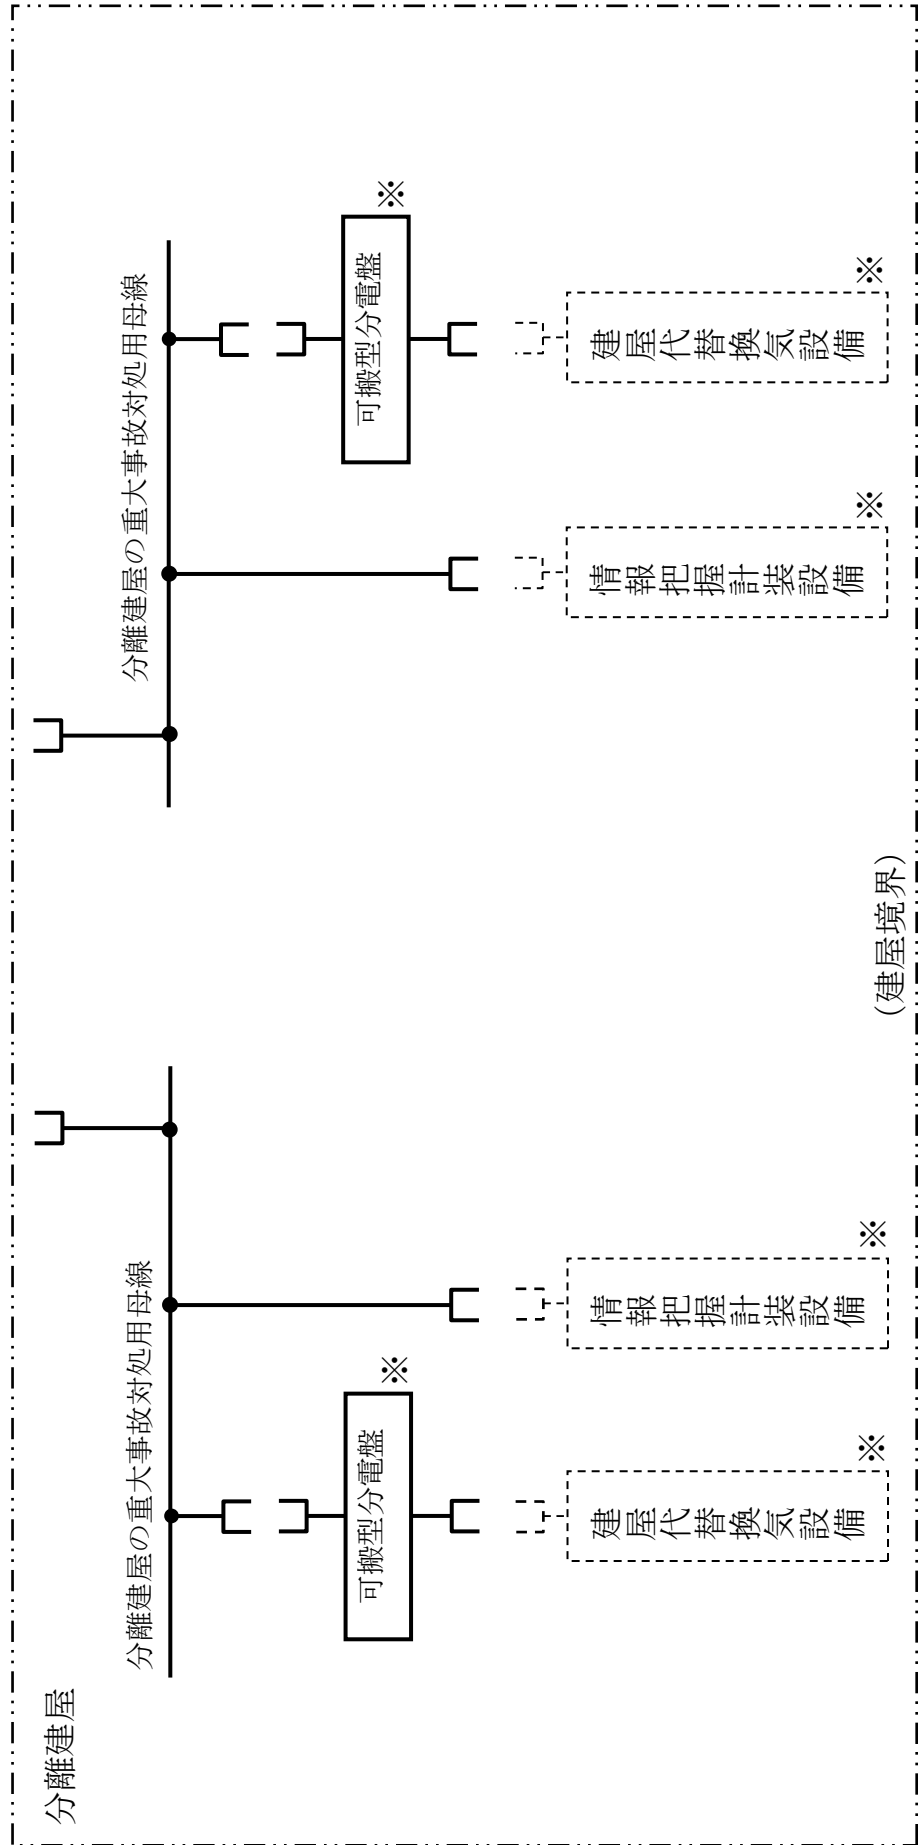 分離建屋
分離建屋の重大事故対処用母線
分離建屋の重大事故対処用母線
可搬型分電盤
※
可搬型分電盤
※
建屋代替換気設備
※
情報把握計装設備
※
情報把握計装設備
※
建屋代替換気設備
※
(建屋境界)